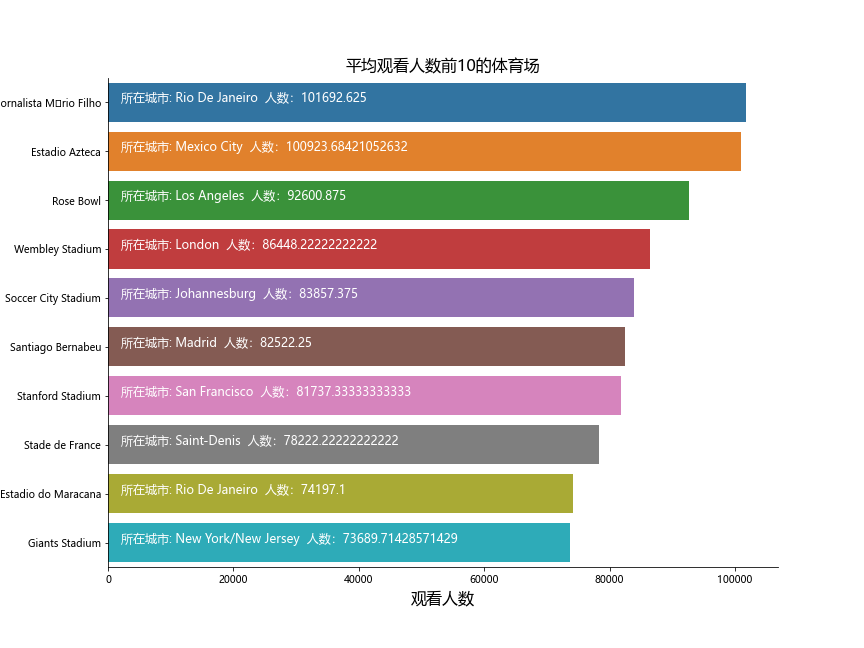 平均观看人数前10的体育场
ornalista M▯rio Filho 所在城市: Rio De Janeiro 人数：101692.625
Estadio Azteca 所在城市: Mexico City 人数：100923.68421052632
Rose Bowl 所在城市: Los Angeles 人数：92600.875
Wembley Stadium 所在城市: London 人数：86448.22222222222
Soccer City Stadium 所在城市: Johannesburg 人数：83857.375
Santiago Bernabeu 所在城市: Madrid 人数：82522.25
Stanford Stadium 所在城市: San Francisco 人数：81737.33333333333
Stade de France 所在城市: Saint-Denis 人数：78222.22222222222
Estadio do Maracana 所在城市: Rio De Janeiro 人数：74197.1
Giants Stadium 所在城市: New York/New Jersey 人数：73689.71428571429
0 20000 40000 60000 80000 100000
观看人数